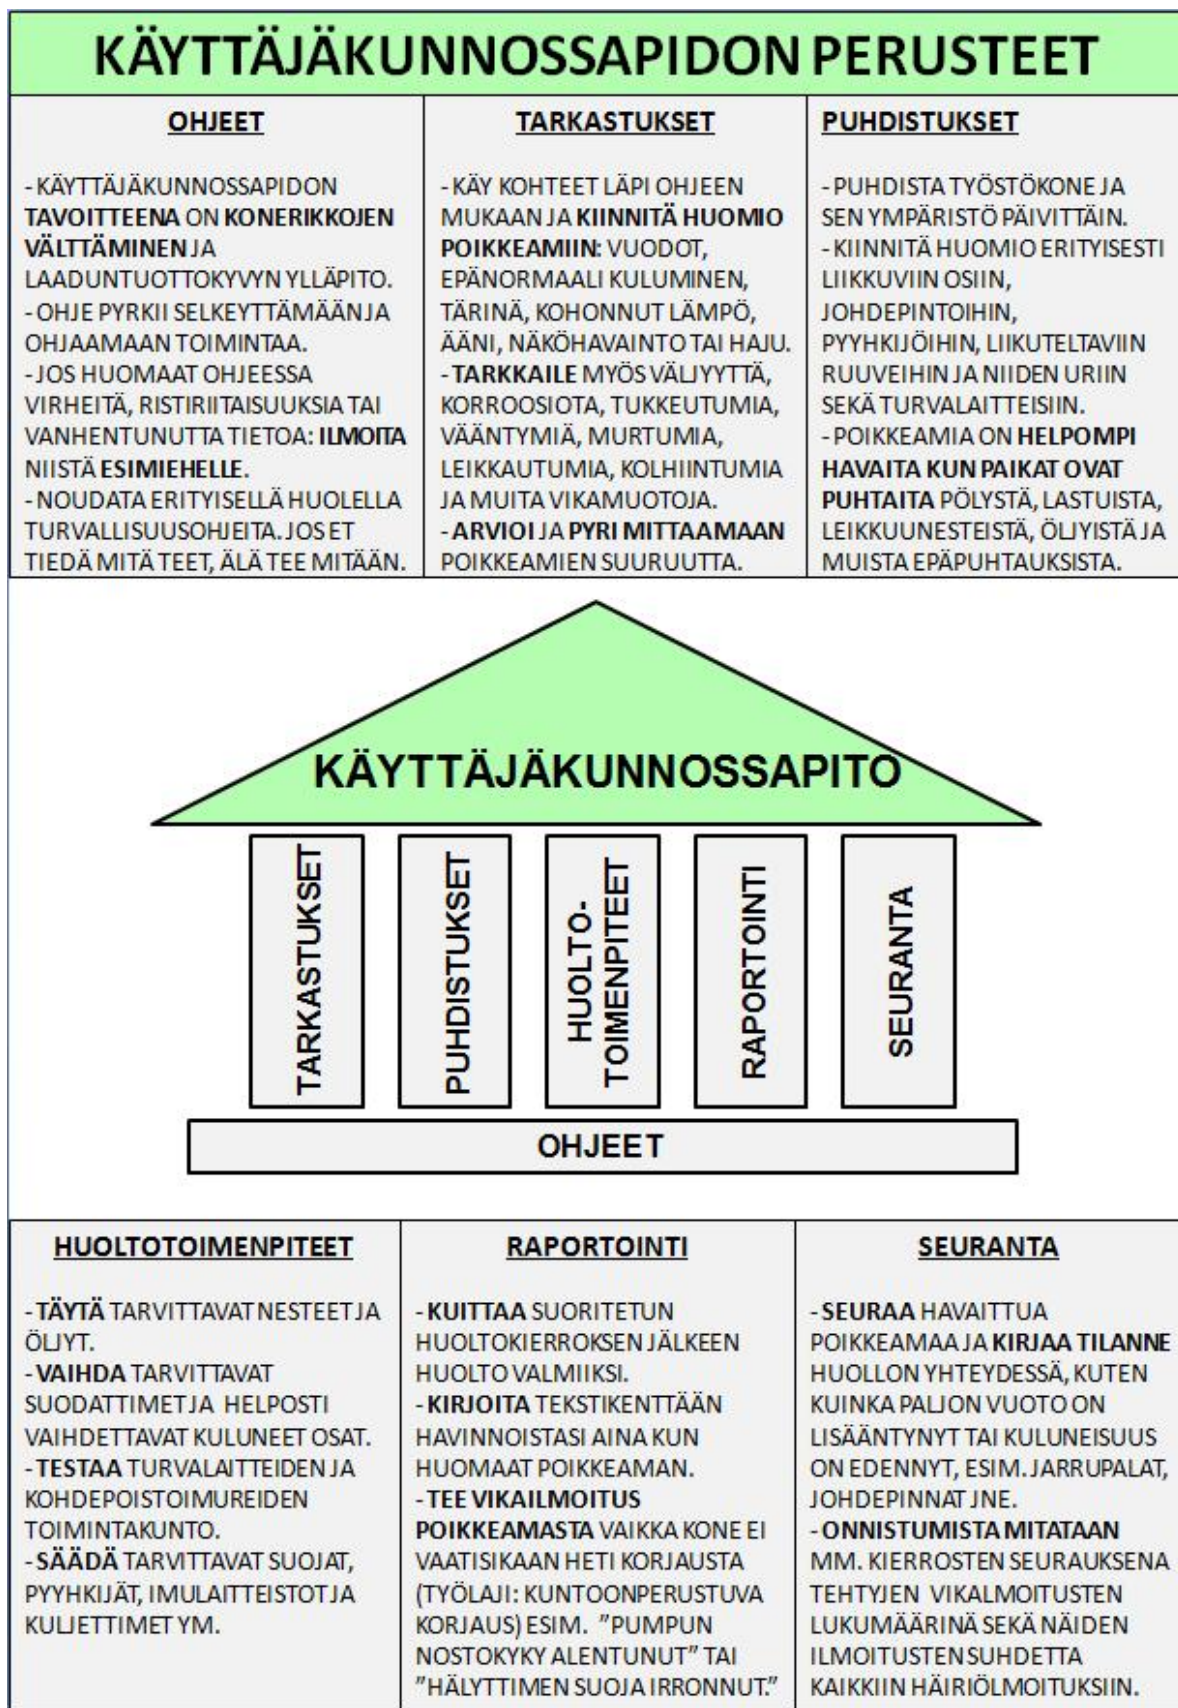 KÄYTTÄJÄKUNNOSSAPIDON PERUSTEET
OHJEET
- KÄYTTÄJÄKUNNOSSAPIDON
TAVOITTEENA ON KONERIKKOJEN
VÄLTTÄMINEN JA
LAADUNTUOTTOKYVYN YLLÄPITO.
- OHJE PYRKII SELKEYTTÄMÄÄN JA
OHJAAMAAN TOIMINTAA.
- JOS HUOMAAT OHJEESSA
VIRHEITÄ, RISTIRIITAISUUKSIA TAI
VANHENTUNUTTA TIETOA: ILMOITA
NIISTÄ ESIMIEHELLE.
- NOUDATA ERITYISELLÄ HUOLELLA
TURVALLISUUSOHJEITA. JOS ET
TIEDÄ MITÄ TEET, ÄLÄ TEE MITÄÄN.
TARKASTUKSET
- KÄY KOHTEET LÄPI OHJEEN
MUKAAN JA KIINNITÄ HUOMIO
POIKKEAMIIN: VUODOT,
EPÄNORMAALI KULUMINEN,
TÄRINÄ, KOHONNUT LÄMPÖ,
ÄÄNI, NÄKÖHAVAINTO TAI HAJU.
- TARKKAILE MYÖS VÄLJYYTTÄ,
KORROOSIOTA, TUKKEUTUMIA,
VÄÄNTYMIÄ, MURTUMIA,
LEIKKAUTUMIA, KOLHIINTUMIA
JA MUITA VIKAMUOTOJA.
- ARVIOI JA PYRI MITTAAMAAN
POIKKEAMIEN SUURUUTTA.
PUHDISTUKSET
- PUHDISTA TYÖSTÖKONE JA
SEN YMPÄRISTÖ PÄIVITTÄIN.
- KIINNITÄ HUOMIO ERITYISESTI
LIIKKUVIIN OSIIN,
JOHDEPINTOIHIN,
PYYHKIJÖIHIN, LIIKUTELTAVIIN
RUUVEIHIN JA NIIDEN URIIN
SEKÄ TURVALAITTEISIIN.
- POIKKEAMIA ON HELPOMPI
HAVAITA KUN PAIKAT OVAT
PUHTAITA PÖLYSTÄ, LASTUISTA,
LEIKKUUNESTEISTÄ, ÖLJYISTÄ JA
MUISTA EPÄPUHTAUKSISTA.
KÄYTTÄJÄKUNNOSSAPITO
TARKASTUKSET
PUHDISTUKSET
HUOLTO-
TOIMENPITEET
RAPORTOINTI
SEURANTA
OHJEET
HUOLTOTOIMENPITEET
- TÄYTÄ TARVITTAVAT NESTEET JA
ÖLJYT.
- VAIHDA TARVITTAVAT
SUODATTIMET JA HELPOSTI
VAIHDETTAVAT KULUNEET OSAT.
- TESTAA TURVALAITTEIDEN JA
KOHDEPOISTOIMUREIDEN
TOIMINTAKUNTO.
- SÄÄDÄ TARVITTAVAT SUOJAT,
PYYHKIJÄT, IMULAITTEISTOT JA
KULJETTIMET YM.
RAPORTOINTI
- KUITTAA SUORITETUN
HUOLTOKIERROKSEN JÄLKEEN
HUOLTO VALMIIKSI.
- KIRJOITA TEKSTIKENTTÄÄN
HAVINNOISTASI AINA KUN
HUOMAAT POIKKEAMAN.
- TEE VIKAILMOITUS
POIKKEAMASTA VAIKKA KONE EI
VAATISIKAAN HETI KORJAUSTA
(TYÖLAJI: KUNTOONPERUSTUVA
KORJAUS) ESIM. ”PUMPUN
NOSTOKYKY ALENTUNUT” TAI
”HÄLYTTIMEN SUOJA IRRONNUT.”
SEURANTA
- SEURAA HAVAITTUA
POIKKEAMAA JA KIRJAA TILANNE
HUOLLON YHTEYDESSÄ, KUTEN
KUINKA PALJON VUOTO ON
LISÄÄNTYNYT TAI KULUNEISUUS
ON EDENNYT, ESIM. JARRUPALAT,
JOHDEPINNAT JNE.
- ONNISTUMISTA MITATAAN
MM. KIERROSTEN SEURAUKSENA
TEHTYJEN VIKALMOITUSTEN
LUKUMÄÄRINÄ SEKÄ NÄIDEN
ILMOITUSTEN SUHDETTA
KAIKKIIN HÄIRIÖLMOITUKSIIN.